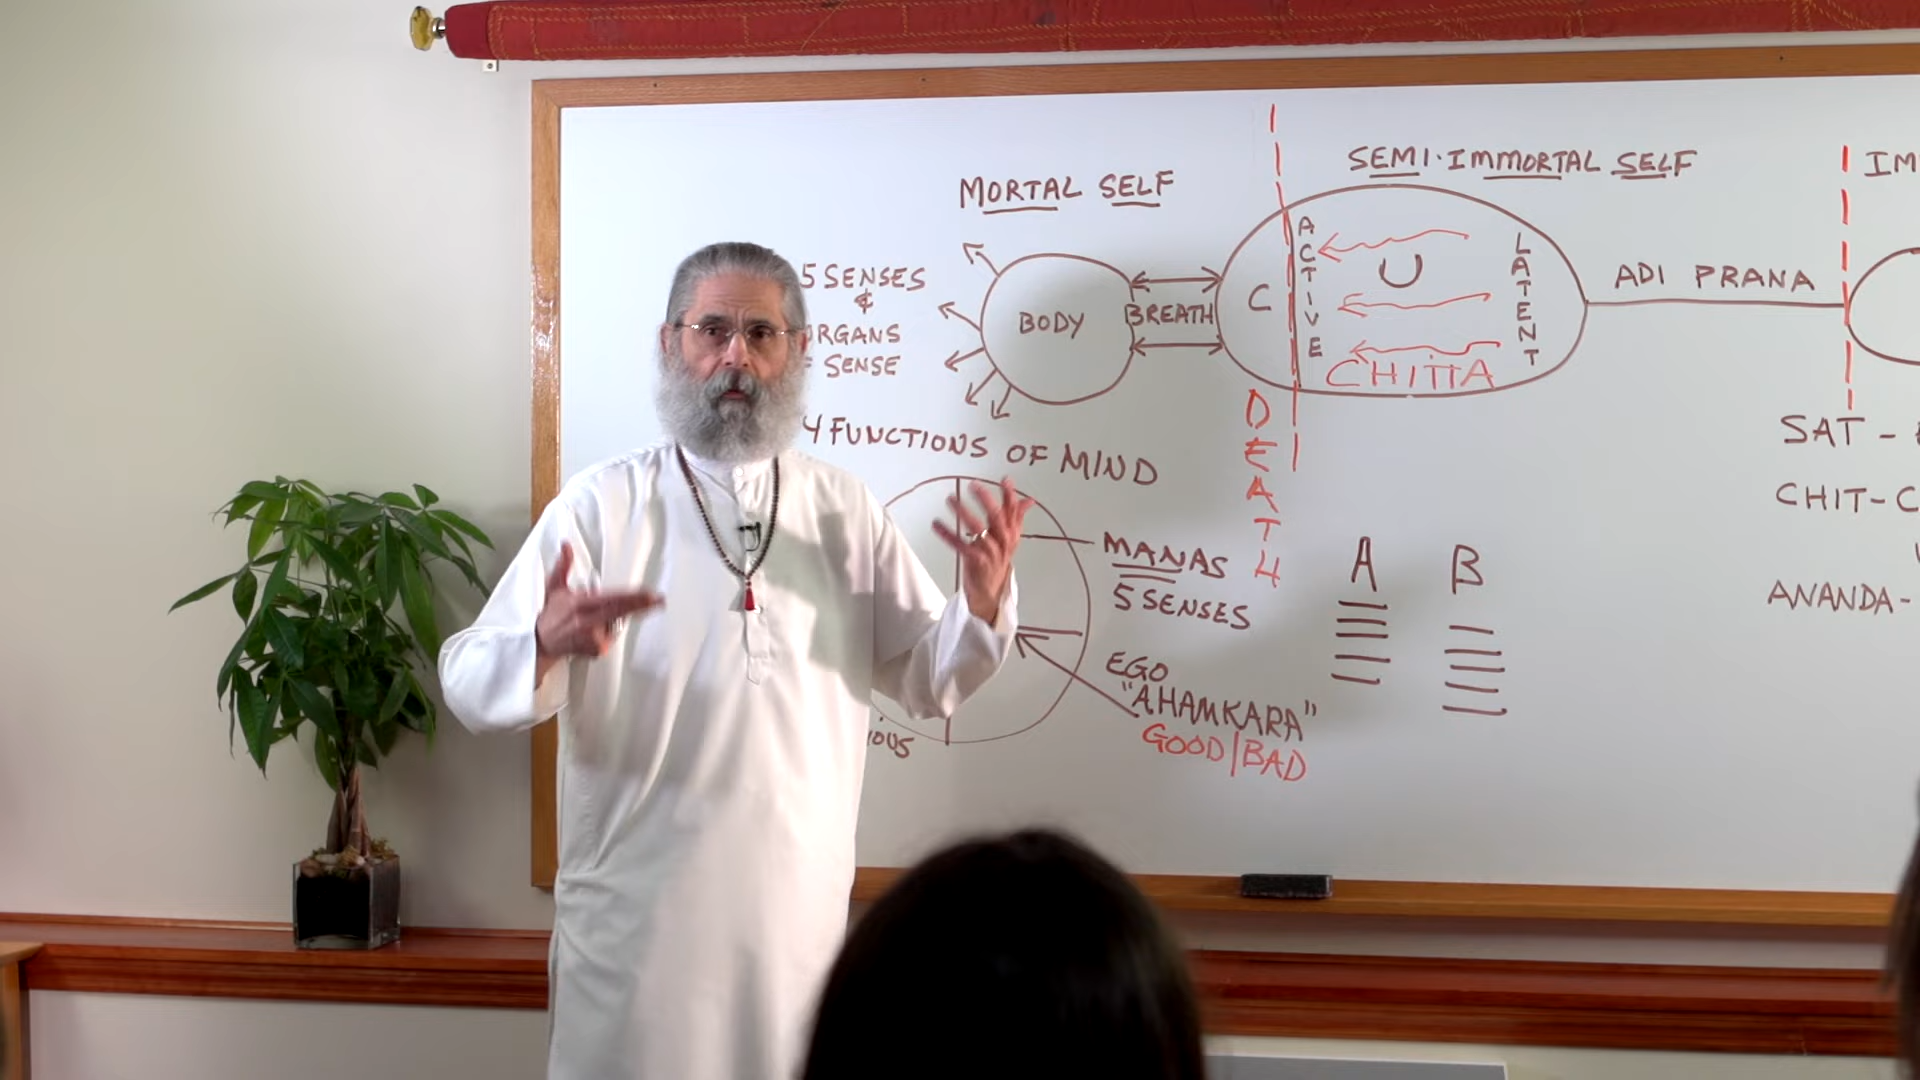 MORTAL SELF
SEMI-IMMORTAL SELF
5 SENSES
&
SENSE
BODY
BREATH
C
ACTIVE
U
LATENT
CHITTA
ADI PRANA
DEATH
4 FUNCTIONS OF MIND
MANAS
5 SENSES
EGO
"AHAMKARA"
GOOD/BAD
A
B
SAT -
CHIT-
ANANDA-